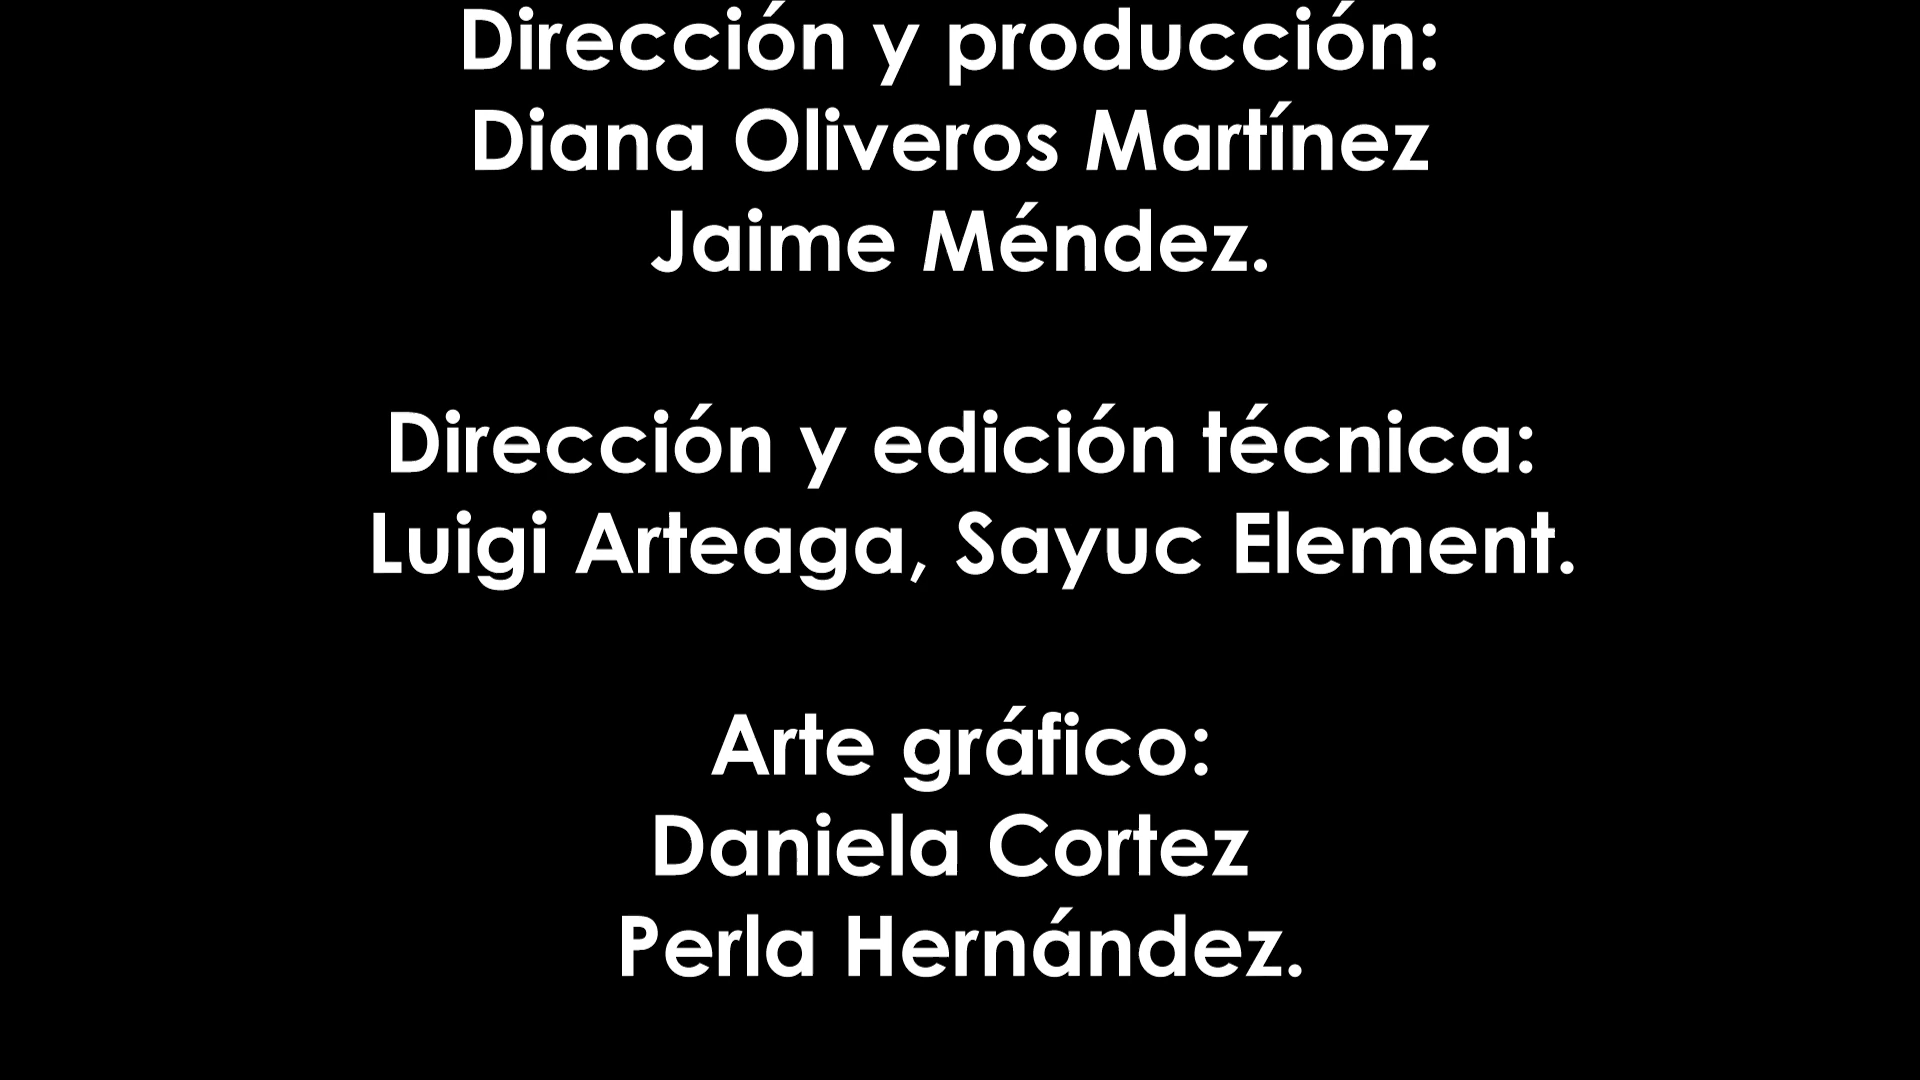 Dirección y producción:
Diana Oliveros Martínez
Jaime Méndez.
Dirección y edición técnica:
Luigi Arteaga, Sayuc Element.
Arte gráfico:
Daniela Cortez
Perla Hernández.